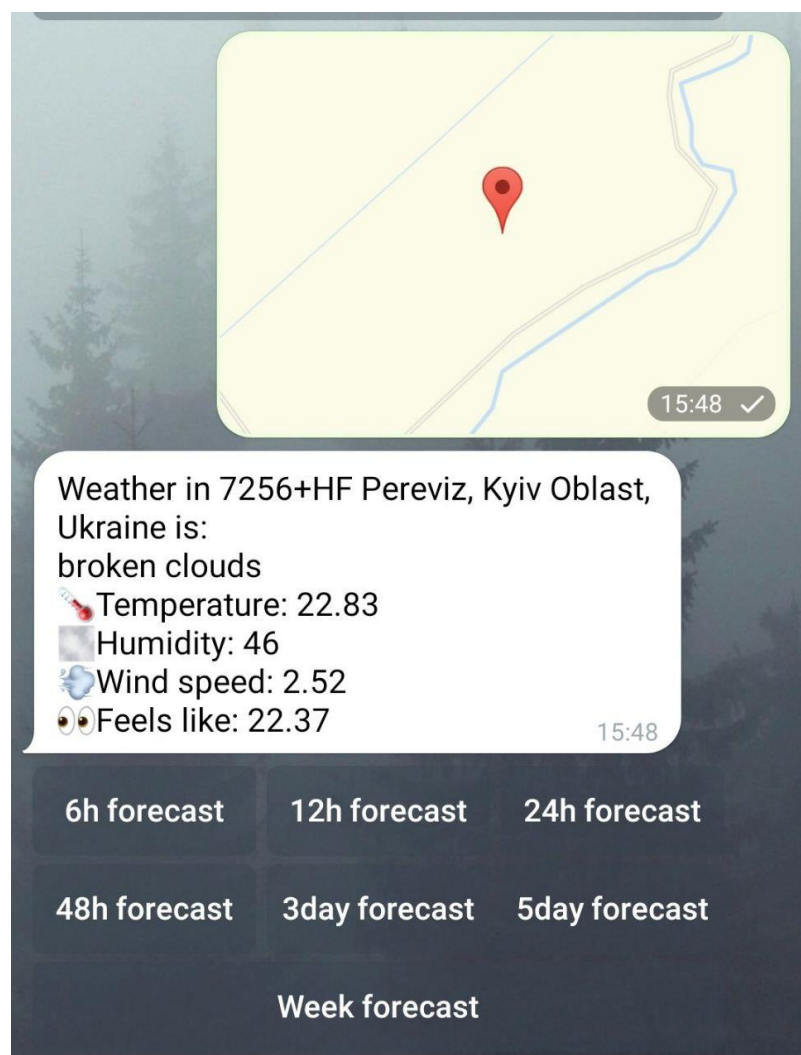 15:48
Weather in 7256+HF Pereviz, Kyiv Oblast,
Ukraine is:
broken clouds
🌡️Temperature: 22.83
🌫️Humidity: 46
💨Wind speed: 2.52
👀Feels like: 22.37
15:48
6h forecast 12h forecast 24h forecast
48h forecast 3day forecast 5day forecast
Week forecast